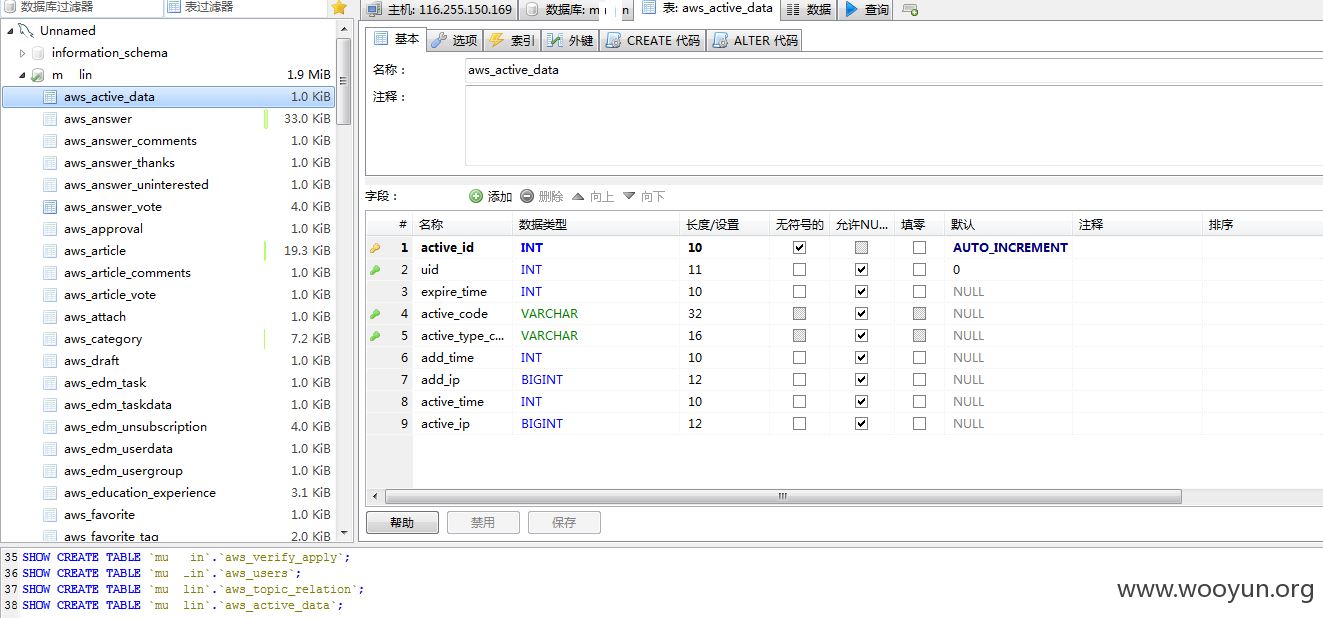 数据库过滤器 表过滤器
主机: 116.255.150.169 数据库: m n 表: aws_active_data 数据 查询
Unnamed
information_schema
m lin 1.9 MiB
aws_active_data 1.0 KiB
aws_answer 33.0 KiB
aws_answer_comments 1.0 KiB
aws_answer_thanks 1.0 KiB
aws_answer_uninterested 1.0 KiB
aws_answer_vote 4.0 KiB
aws_approval 1.0 KiB
aws_article 19.3 KiB
aws_article_comments 1.0 KiB
aws_article_vote 1.0 KiB
aws_attach 1.0 KiB
aws_category 7.2 KiB
aws_draft 1.0 KiB
aws_edm_task 1.0 KiB
aws_edm_taskdata 1.0 KiB
aws_edm_unsubscription 4.0 KiB
aws_edm_userdata 1.0 KiB
aws_edm_usergroup 1.0 KiB
aws_education_experience 3.1 KiB
aws_favorite 1.0 KiB
aws_favorite_tag 2.0 KiB
基本 选项 索引 外键 CREATE 代码 ALTER 代码
名称： aws_active_data
注释：
字段： 添加 删除 向上 向下
# 名称 数据类型 长度/设置 无符号的 允许NU... 填零 默认 注释 排序
1 active_id INT 10 AUTO_INCREMENT
2 uid INT 11 0
3 expire_time INT 10 NULL
4 active_code VARCHAR 32 NULL
5 active_type_c... VARCHAR 16 NULL
6 add_time INT 10 NULL
7 add_ip BIGINT 12 NULL
8 active_time INT 10 NULL
9 active_ip BIGINT 12 NULL
帮助 禁用 保存
35 SHOW CREATE TABLE `mu in`.`aws_verify_apply`;
36 SHOW CREATE TABLE `mu in`.`aws_users`;
37 SHOW CREATE TABLE `mu lin`.`aws_topic_relation`;
38 SHOW CREATE TABLE `mu lin`.`aws_active_data`;
www.wooyun.org